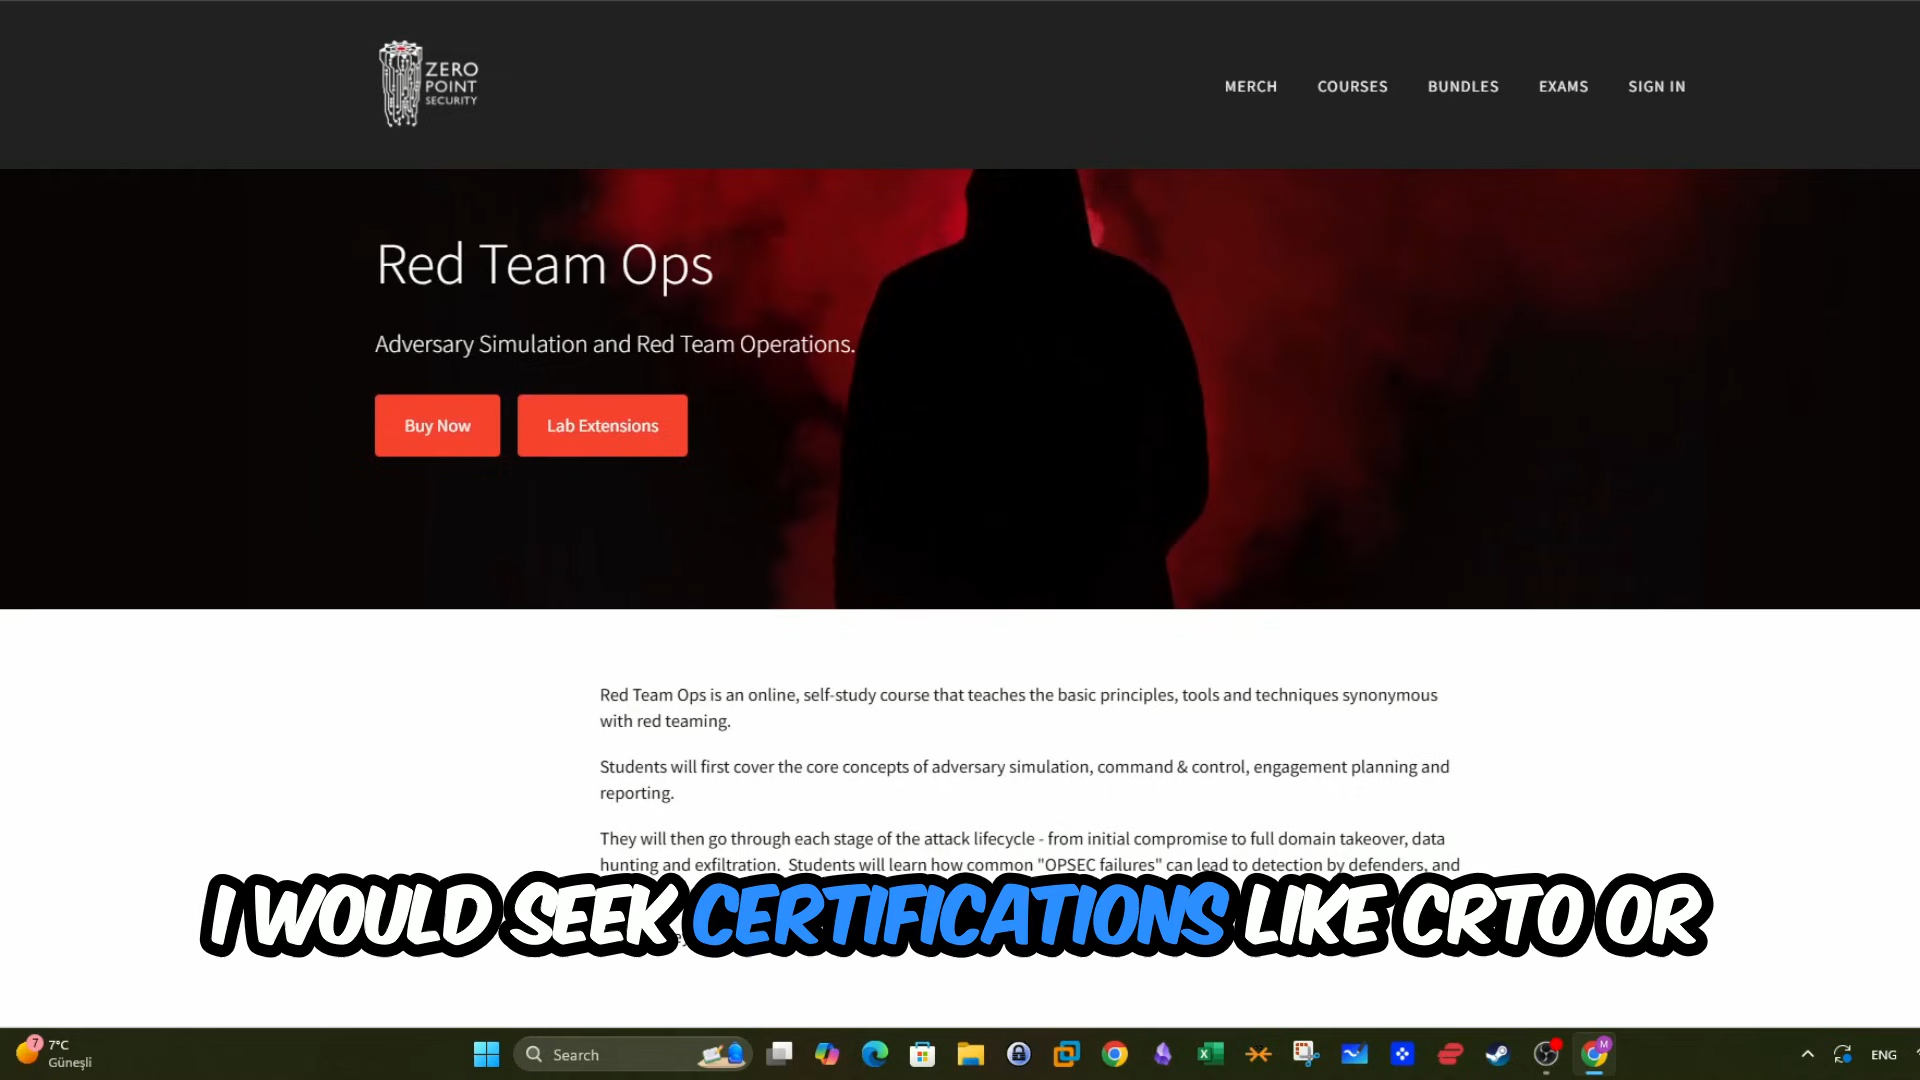 ZERO
POINT
SECURITY
MERCH
COURSES
BUNDLES
EXAMS
SIGN IN
Red Team Ops
Adversary Simulation and Red Team Operations.
Buy Now
Lab Extensions
Red Team Ops is an online, self-study course that teaches the basic principles, tools and techniques synonymous
with red teaming.
Students will first cover the core concepts of adversary simulation, command & control, engagement planning and
reporting.
They will then go through each stage of the attack lifecycle - from initial compromise to full domain takeover, data
hunting and exfiltration. Students will learn how common "OPSEC failures" can lead to detection by defenders, and
I WOULD SEEK CERTIFICATIONS LIKE CRTO OR
7
7°C
Güneşli
Search
M
ENG